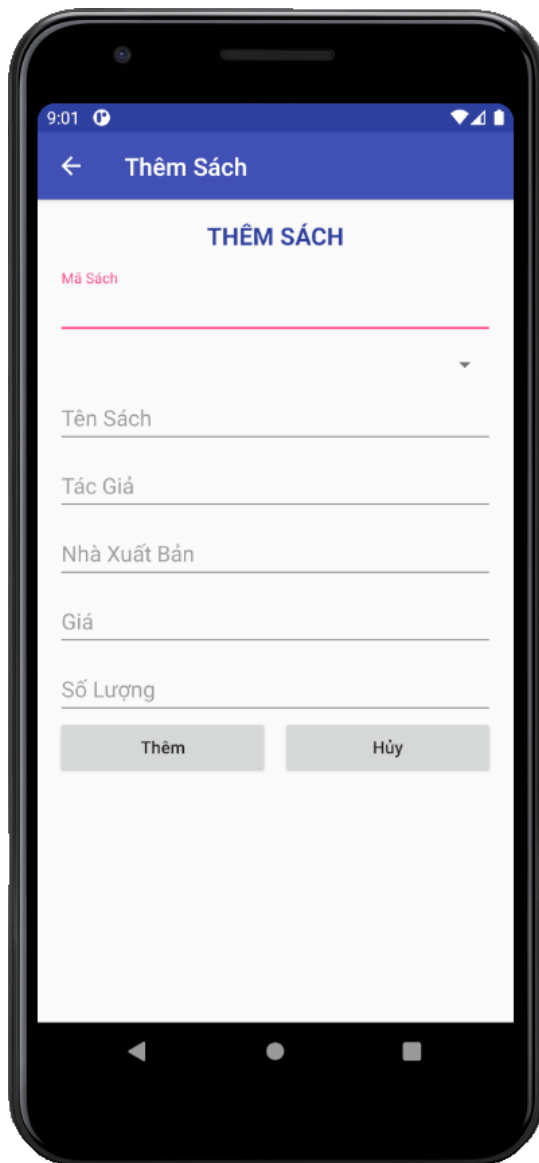 9:01
Thêm Sách
THÊM SÁCH
Mã Sách
Tên Sách
Tác Giả
Nhà Xuất Bản
Giá
Số Lượng
Thêm Hủy